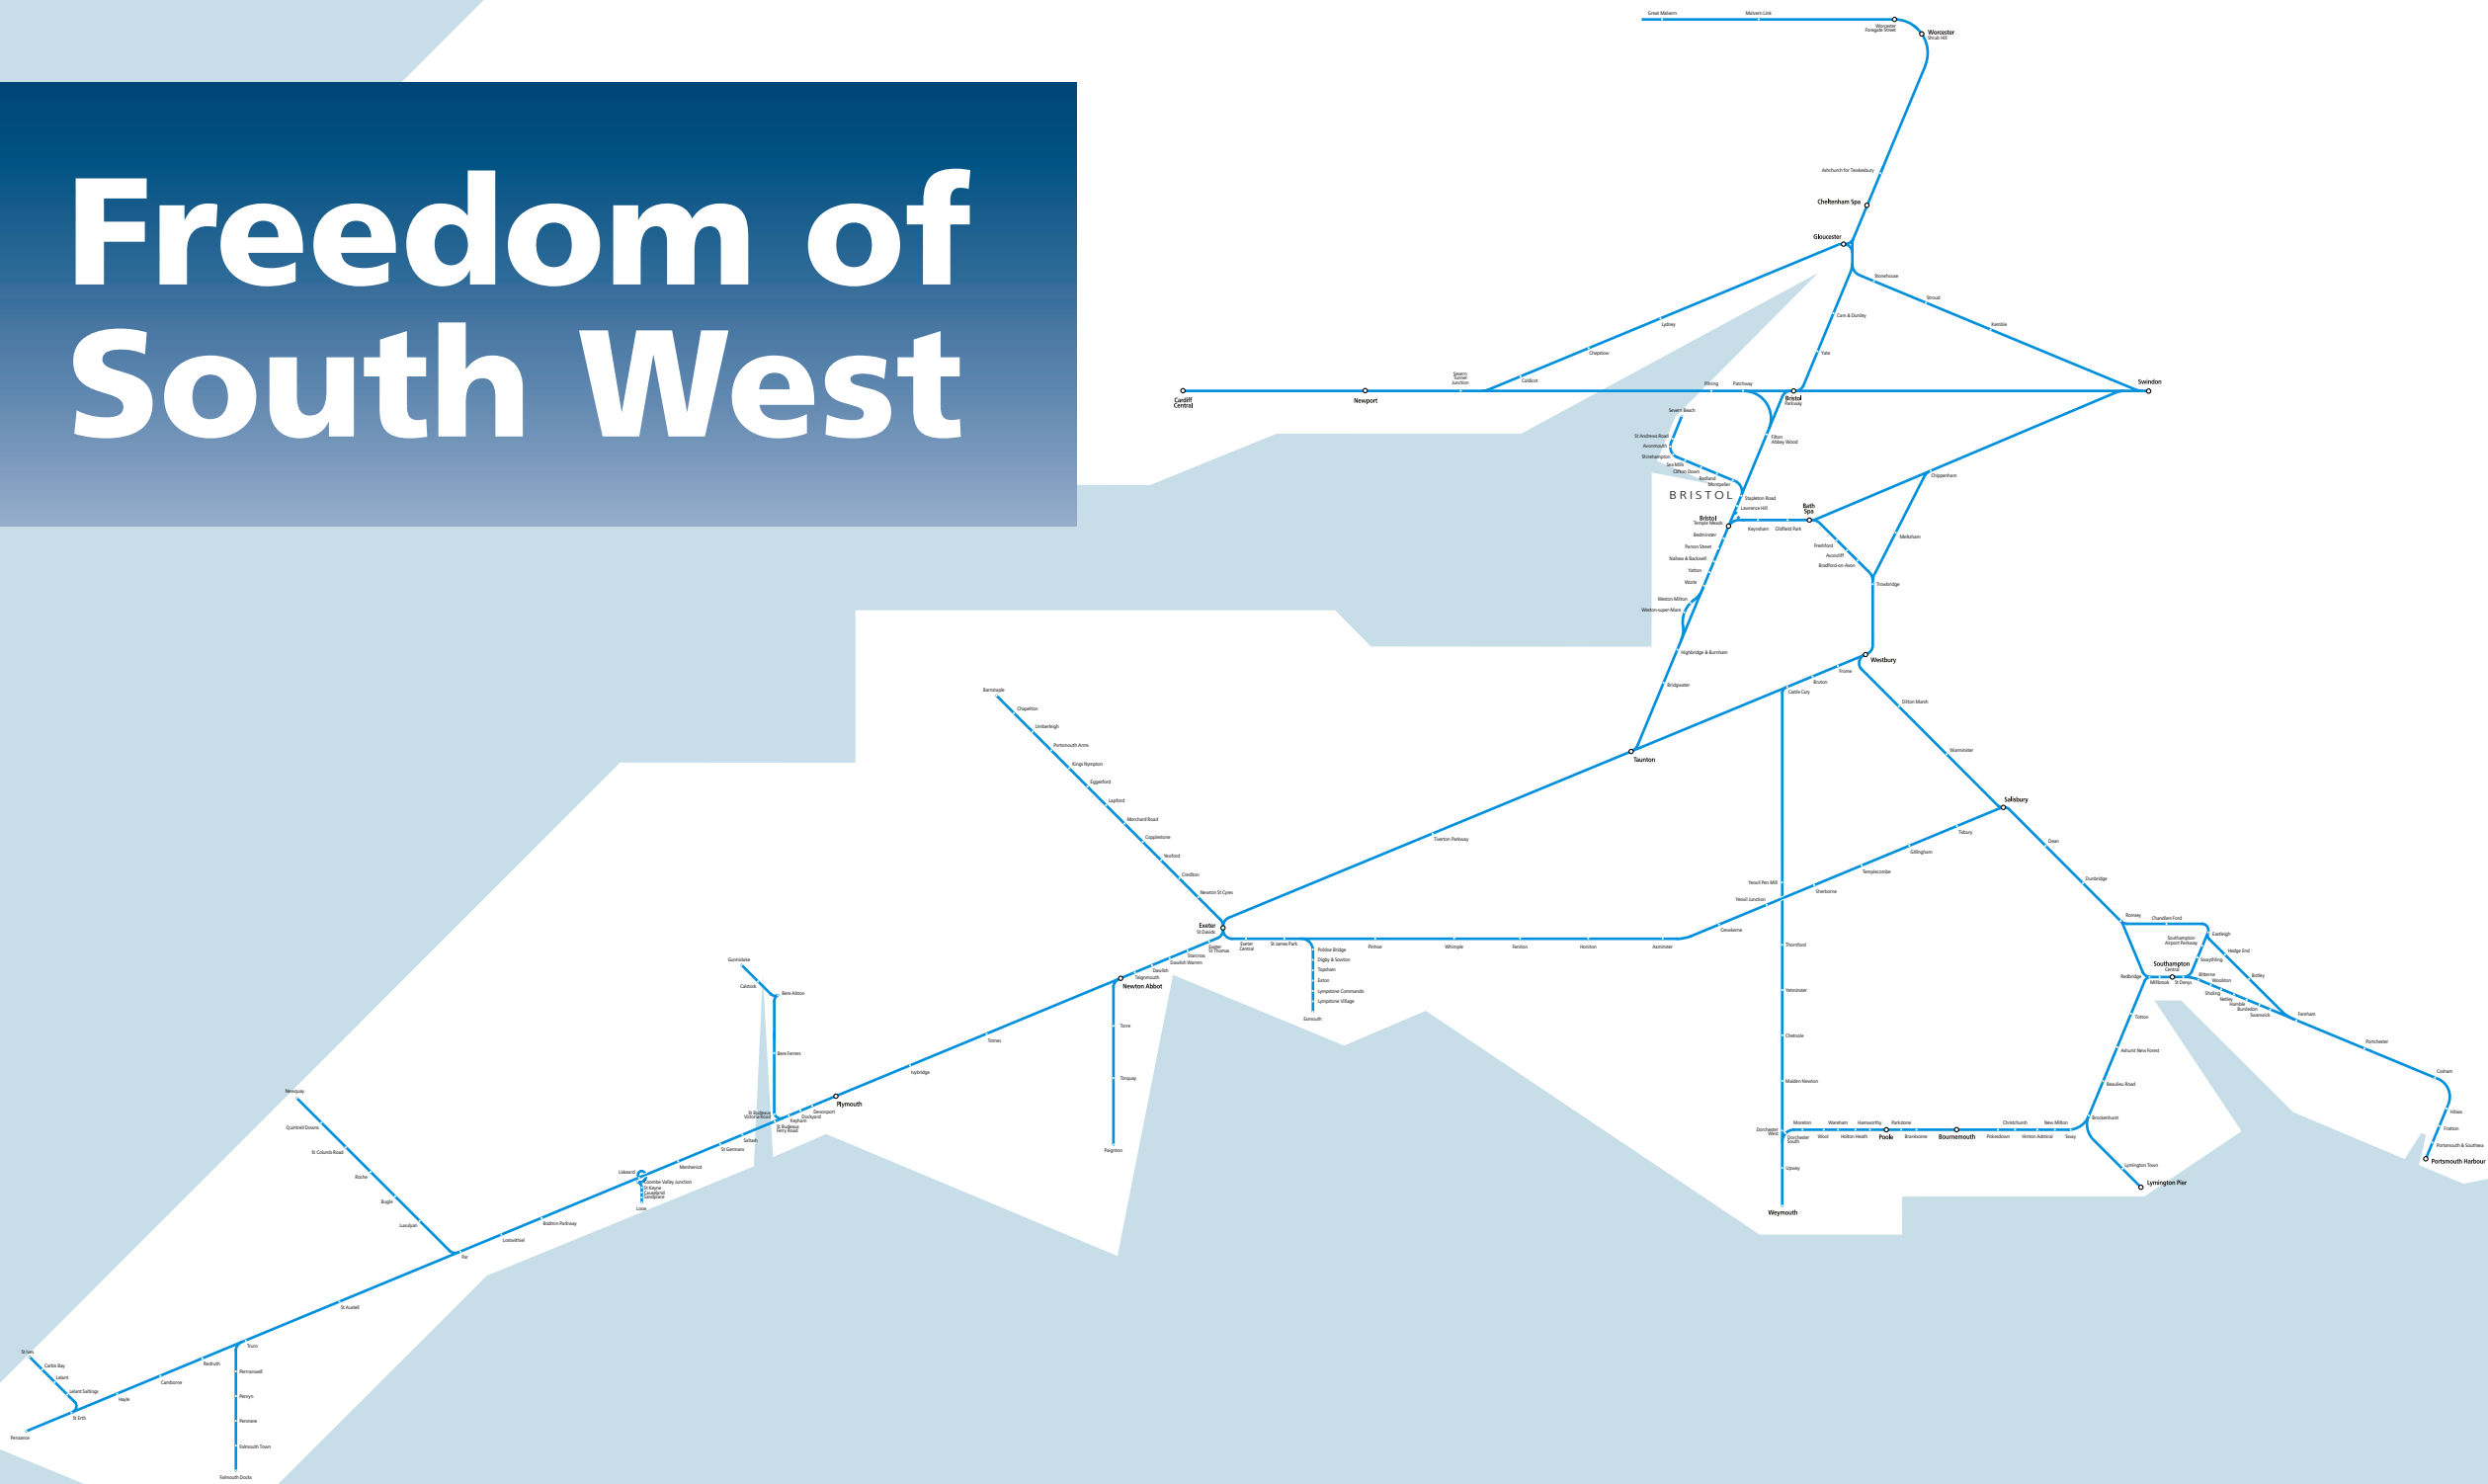 Freedom of
South West
Great Malvern
Malvern Link
Worcester
Foregate Street
Worcester
Shrub Hill
Ashchurch for Tewkesbury
Cheltenham Spa
Gloucester
Stonehouse
Stroud
Kemble
Cam & Dursley
Yate
Lydney
Chepstow
Caldicot
Severn
Tunnel
Junction
Cardiff
Central
Newport
Pilning
Patchway
Bristol
Parkway
Swindon
Severn Beach
St Andrews Road
Avonmouth
Shirehampton
Sea Mills
Clifton Down
Redland
Montpelier
Filton
Abbey Wood
Stapleton Road
Lawrence Hill
BRISTOL
Bristol
Temple Meads
Keynsham
Oldfield Park
Bath
Spa
Chippenham
Melksham
Freshford
Avoncliff
Bradford-on-Avon
Trowbridge
Bedminster
Parson Street
Nailsea & Backwell
Yatton
Worle
Weston Milton
Weston-super-Mare
Highbridge & Burnham
Bridgwater
Taunton
Westbury
Frome
Bruton
Castle Cary
Dilton Marsh
Warminster
Salisbury
Tisbury
Gillingham
Templecombe
Sherborne
Yeovil Pen Mill
Yeovil Junction
Crewkerne
Axminster
Honiton
Feniton
Whimple
Pinhoe
St James Park
Exeter
Central
Exeter
St Davids
Tiverton Parkway
Barnstaple
Chapelton
Umberleigh
Portsmouth Arms
Kings Nympton
Eggesford
Lapford
Morchard Road
Copplestone
Yeoford
Crediton
Newton St Cyres
Polsloe Bridge
Digby & Sowton
Topsham
Exton
Lympstone Commando
Lympstone Village
Exmouth
Exeter
St Thomas
Starcross
Dawlish Warren
Dawlish
Teignmouth
Newton Abbot
Torre
Torquay
Paignton
Totnes
Ivybridge
Plymouth
Devonport
Dockyard
Keyham
St Budeaux
Ferry Road
St Budeaux
Victoria Road
Bere Ferrers
Bere Alston
Calstock
Gunnislake
Saltash
St Germans
Menheniot
Liskeard
Coombe Valley Junction
St Keyne
Causeland
Sandplace
Looe
Bodmin Parkway
Lostwithiel
Par
Luxulyan
Bugle
Roche
St Columb Road
Quintrell Downs
Newquay
St Austell
Truro
Perranwell
Penryn
Penmere
Falmouth Town
Falmouth Docks
Redruth
Camborne
Hayle
St Erth
Lelant Saltings
Lelant
Carbis Bay
St Ives
Penzance
Thornford
Yetminster
Chetnole
Maiden Newton
Dorchester
West
Dorchester
South
Upwey
Weymouth
Moreton
Wool
Wareham
Holton Heath
Hamworthy
Poole
Parkstone
Branksome
Bournemouth
Pokesdown
Christchurch
Hinton Admiral
New Milton
Sway
Brockenhurst
Lymington Town
Lymington Pier
Beaulieu Road
Ashurst New Forest
Totton
Redbridge
Millbrook
Southampton
Central
St Denys
Dean
Dunbridge
Romsey
Chandlers Ford
Eastleigh
Southampton
Airport Parkway
Swaythling
Hedge End
Botley
Bitterne
Woolston
Sholing
Netley
Hamble
Bursledon
Swanwick
Fareham
Portchester
Cosham
Hilsea
Fratton
Portsmouth & Southsea
Portsmouth Harbour